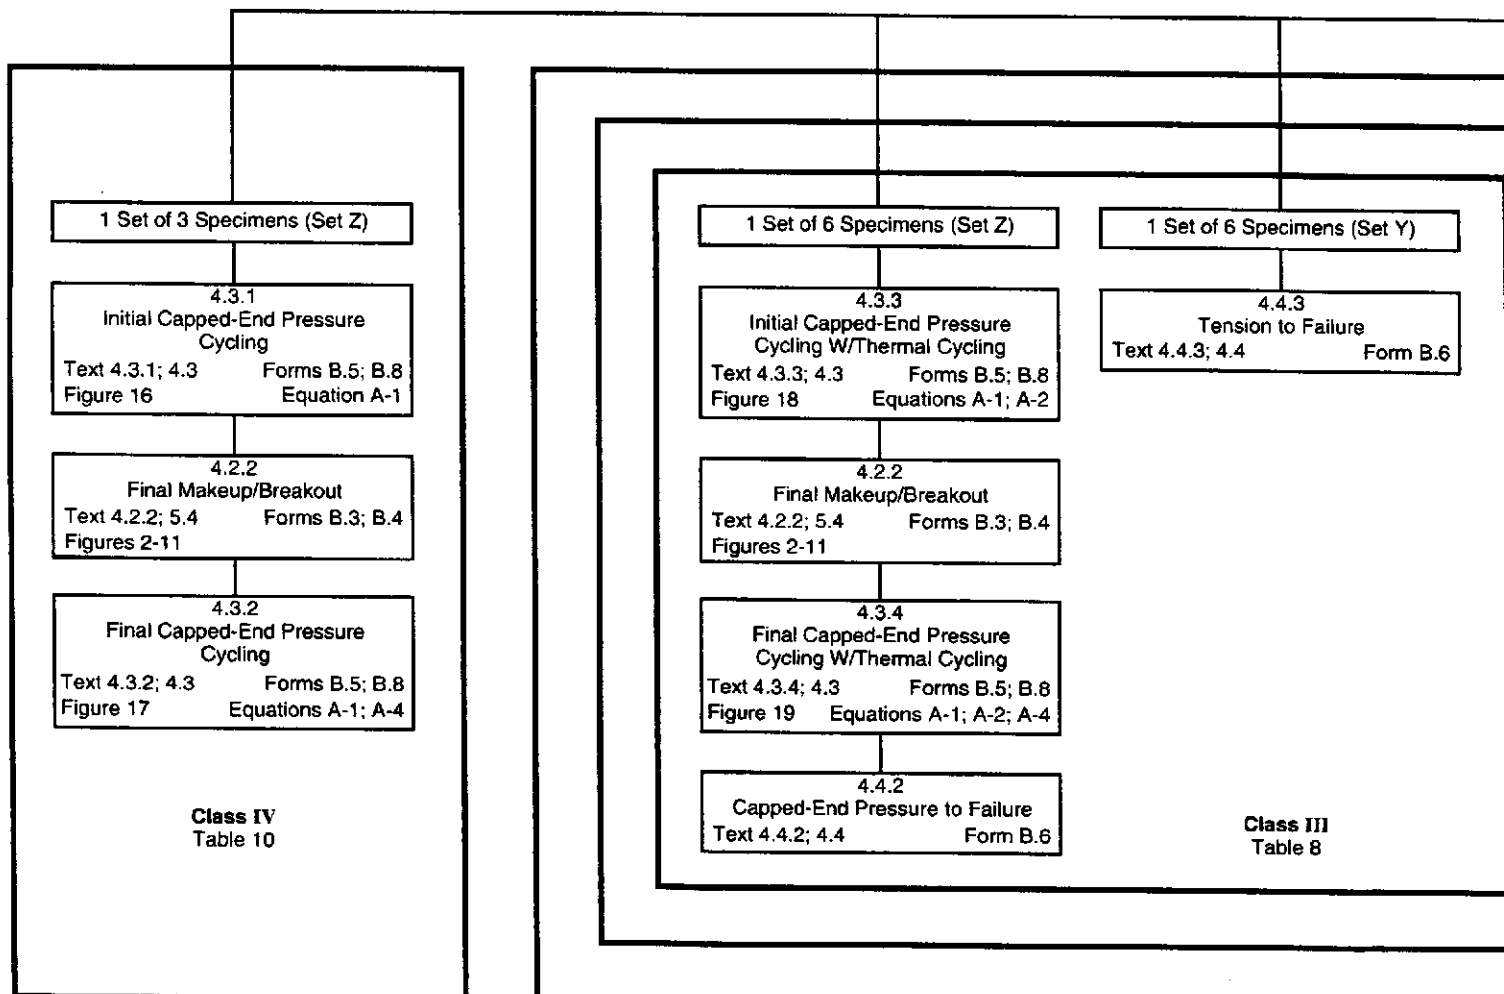 1 Set of 3 Specimens (Set Z)
4.3.1
Initial Capped-End Pressure
Cycling
Text 4.3.1; 4.3 Forms B.5; B.8
Figure 16 Equation A-1
4.2.2
Final Makeup/Breakout
Text 4.2.2; 5.4 Forms B.3; B.4
Figures 2-11
4.3.2
Final Capped-End Pressure
Cycling
Text 4.3.2; 4.3 Forms B.5; B.8
Figure 17 Equations A-1; A-4
Class IV
Table 10
1 Set of 6 Specimens (Set Z)
4.3.3
Initial Capped-End Pressure
Cycling W/Thermal Cycling
Text 4.3.3; 4.3 Forms B.5; B.8
Figure 18 Equations A-1; A-2
4.2.2
Final Makeup/Breakout
Text 4.2.2; 5.4 Forms B.3; B.4
Figures 2-11
4.3.4
Final Capped-End Pressure
Cycling W/Thermal Cycling
Text 4.3.4; 4.3 Forms B.5; B.8
Figure 19 Equations A-1; A-2; A-4
4.4.2
Capped-End Pressure to Failure
Text 4.4.2; 4.4 Form B.6
1 Set of 6 Specimens (Set Y)
4.4.3
Tension to Failure
Text 4.4.3; 4.4 Form B.6
Class III
Table 8